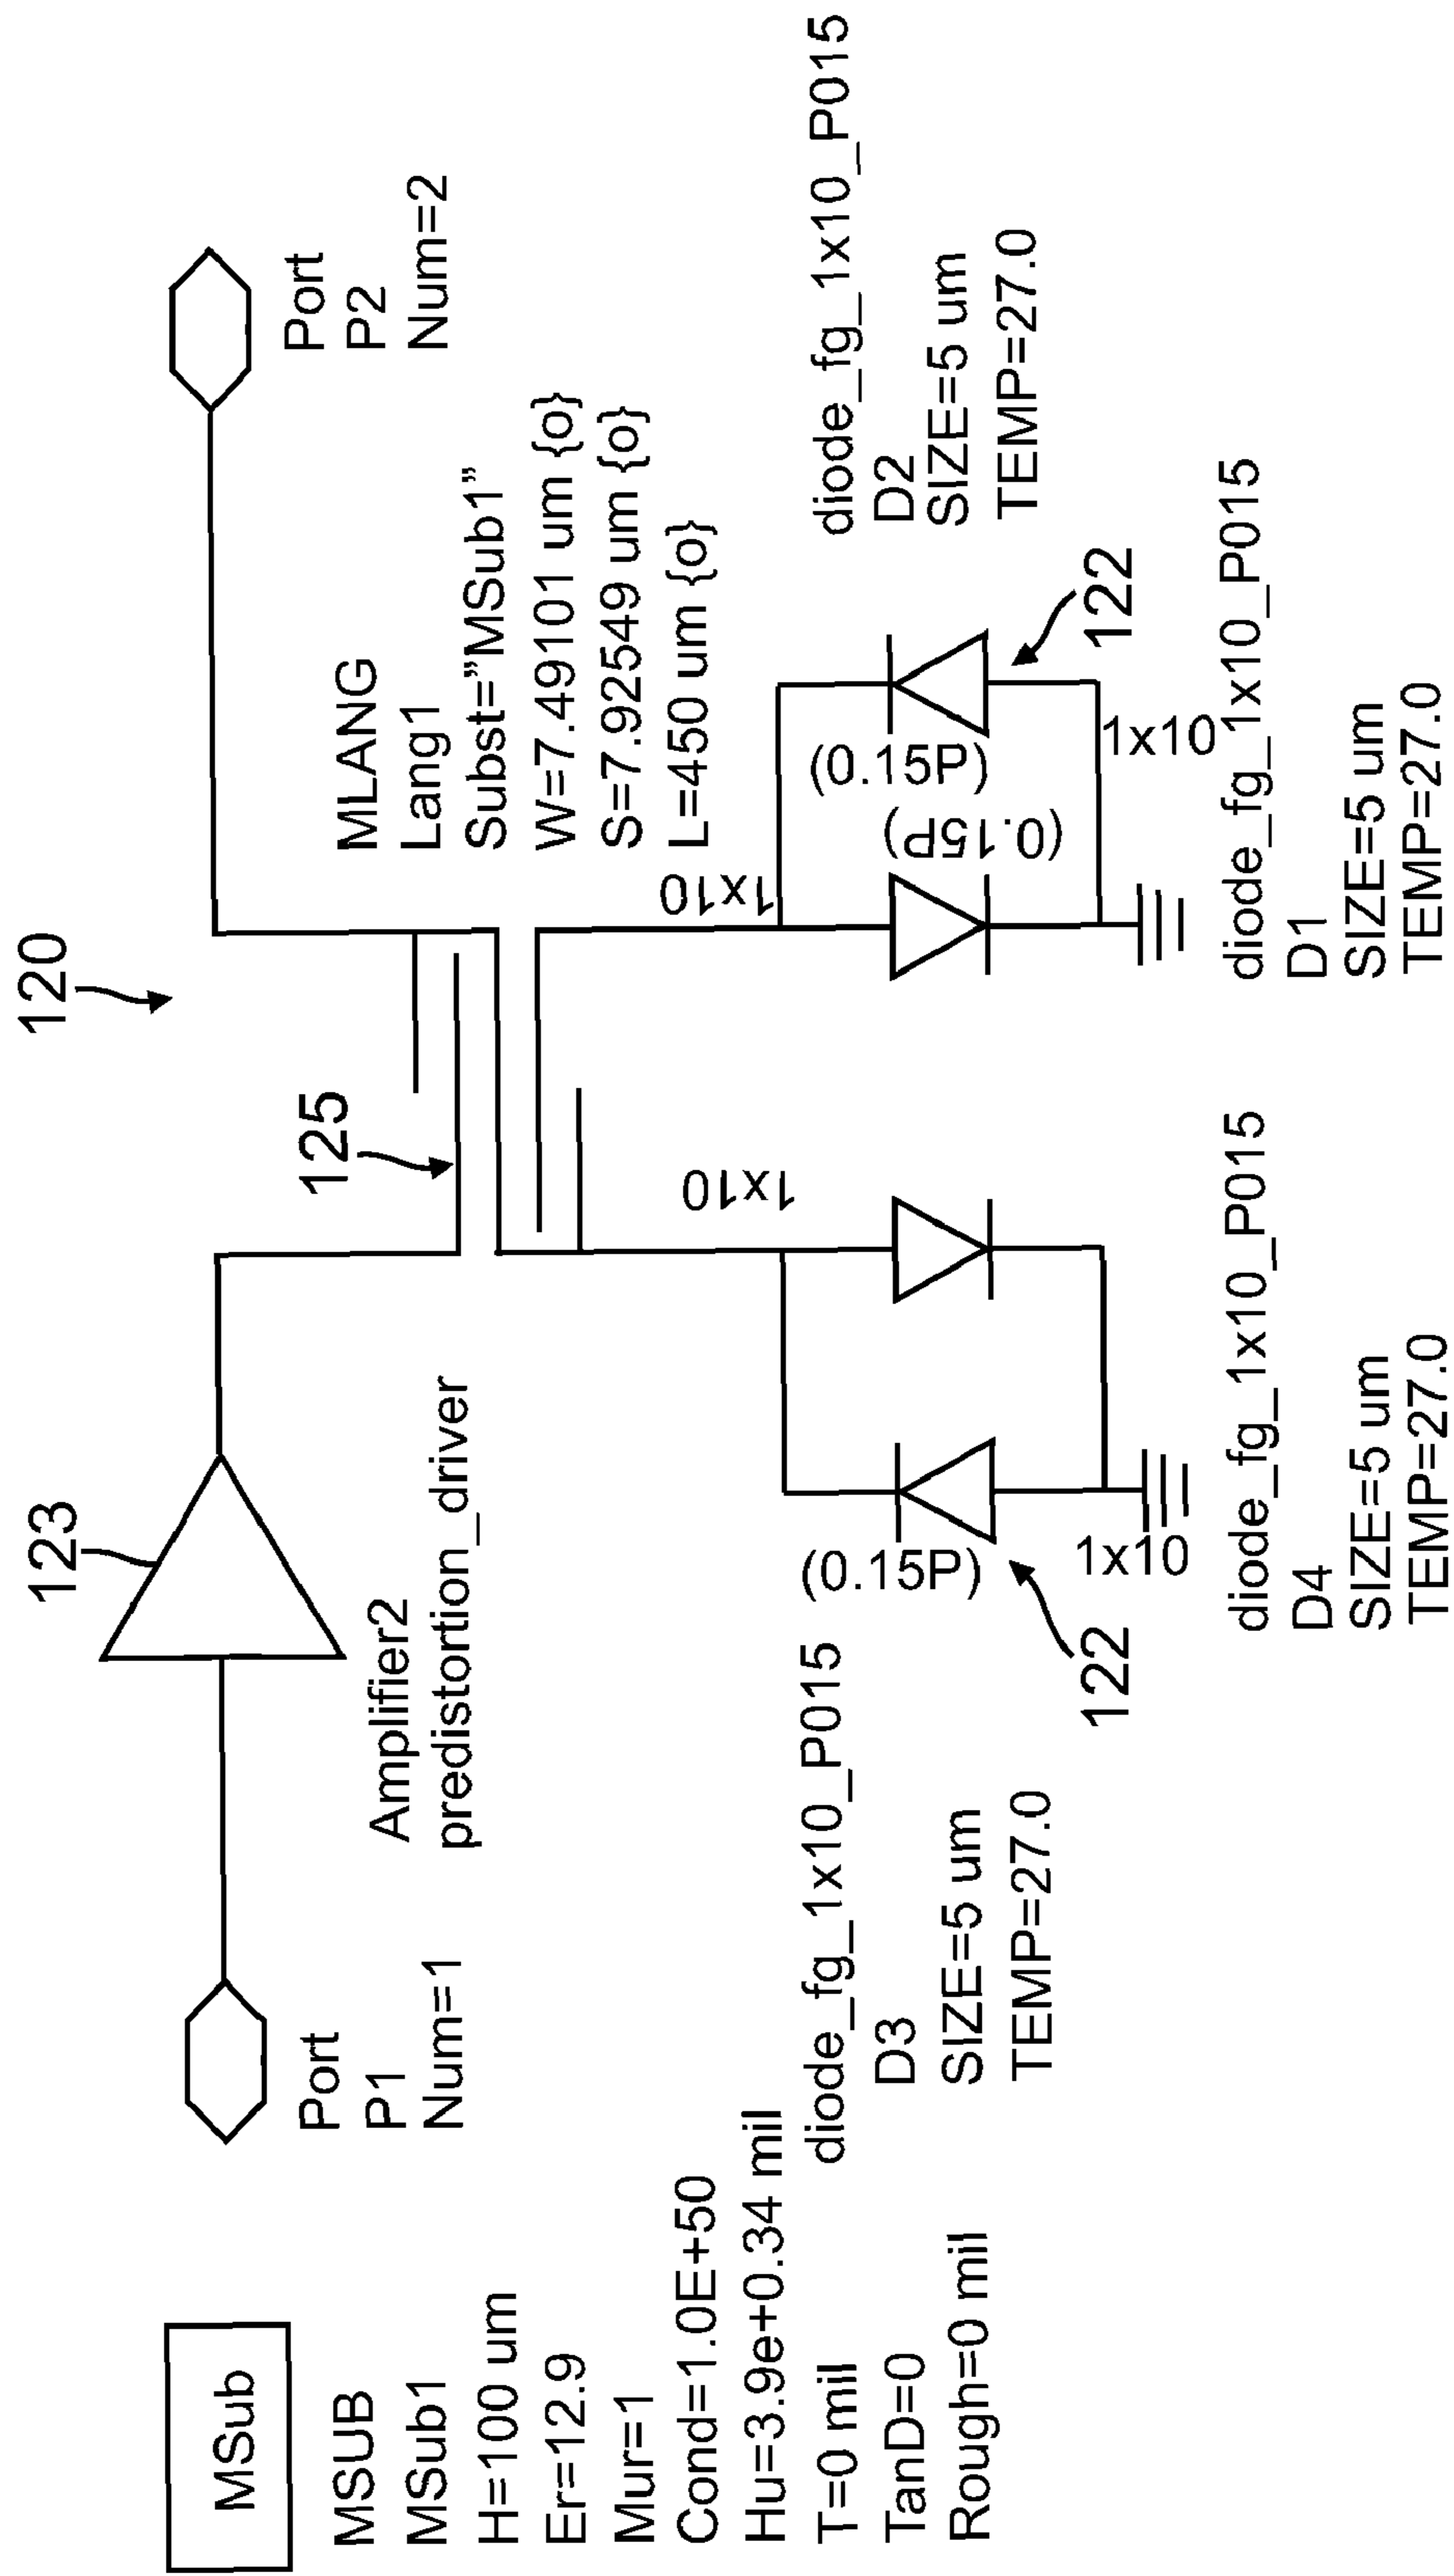 120
123
125
MSub
MSUB
MSub1
H=100 um
Er=12.9
Mur=1
Cond=1.0E+50
Hu=3.9e+0.34 mil
T=0 mil
TanD=0
Rough=0 mil
Port
P1
Num=1
Amplifier2
predistortion_driver
Port
P2
Num=2
MLANG
Lang1
Subst=”MSub1”
W=7.49101 um {o}
S=7.92549 um {o}
L=450 um {o}
diode_fg_1x10_P015
D3
SIZE=5 um
TEMP=27.0
(0.15P)
1x10
1x10
122
diode_fg_1x10_P015
D4
SIZE=5 um
TEMP=27.0
1x10
(0.15P)
(0.15P)
1x10
122
diode_fg_1x10_P015
D2
SIZE=5 um
TEMP=27.0
diode_fg_1x10_P015
D1
SIZE=5 um
TEMP=27.0